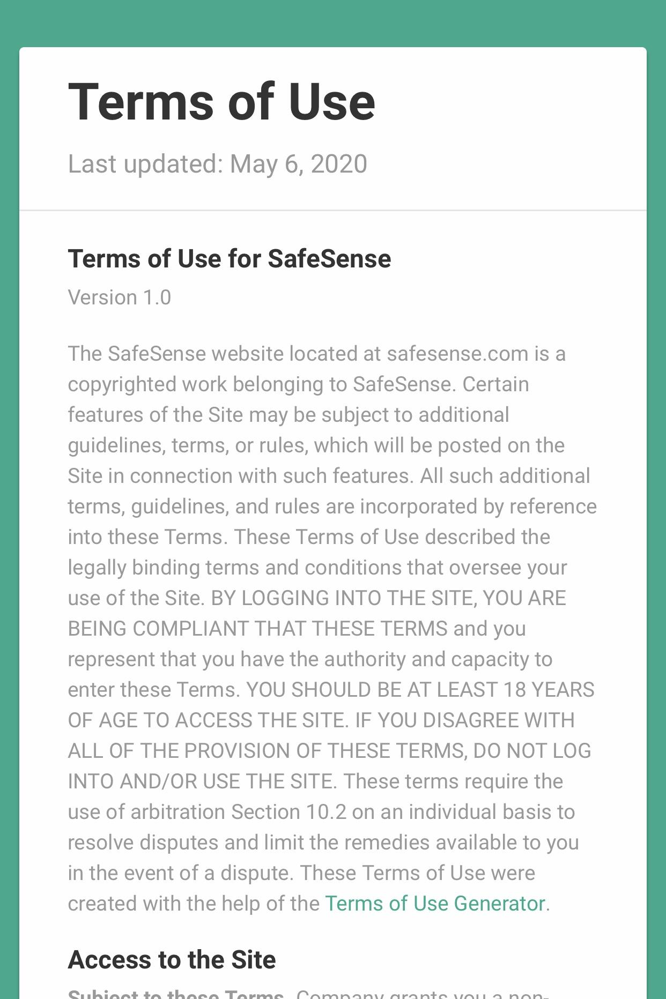 Terms of Use
Last updated: May 6, 2020
Terms of Use for SafeSense
Version 1.0
The SafeSense website located at safesense.com is a
copyrighted work belonging to SafeSense. Certain
features of the Site may be subject to additional
guidelines, terms, or rules, which will be posted on the
Site in connection with such features. All such additional
terms, guidelines, and rules are incorporated by reference
into these Terms. These Terms of Use described the
legally binding terms and conditions that oversee your
use of the Site. BY LOGGING INTO THE SITE, YOU ARE
BEING COMPLIANT THAT THESE TERMS and you
represent that you have the authority and capacity to
enter these Terms. YOU SHOULD BE AT LEAST 18 YEARS
OF AGE TO ACCESS THE SITE. IF YOU DISAGREE WITH
ALL OF THE PROVISION OF THESE TERMS, DO NOT LOG
INTO AND/OR USE THE SITE. These terms require the
use of arbitration Section 10.2 on an individual basis to
resolve disputes and limit the remedies available to you
in the event of a dispute. These Terms of Use were
created with the help of the Terms of Use Generator.
Access to the Site
Subject to these Terms. Company grants you a non-